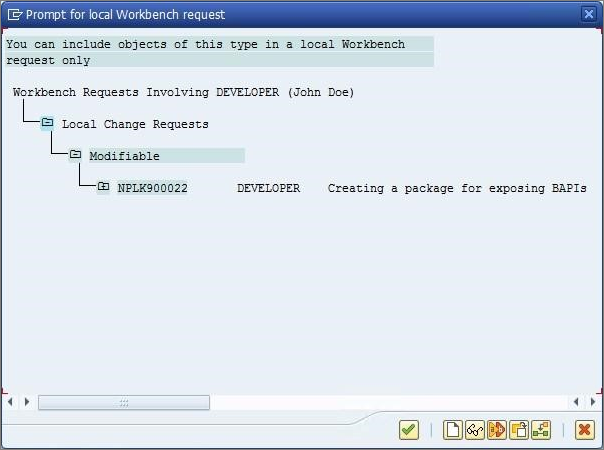 Prompt for local Workbench request
You can include objects of this type in a local Workbench
request only
Workbench Requests Involving DEVELOPER (John Doe)
Local Change Requests
Modifiable
NPLK900022 DEVELOPER Creating a package for exposing BAPIs